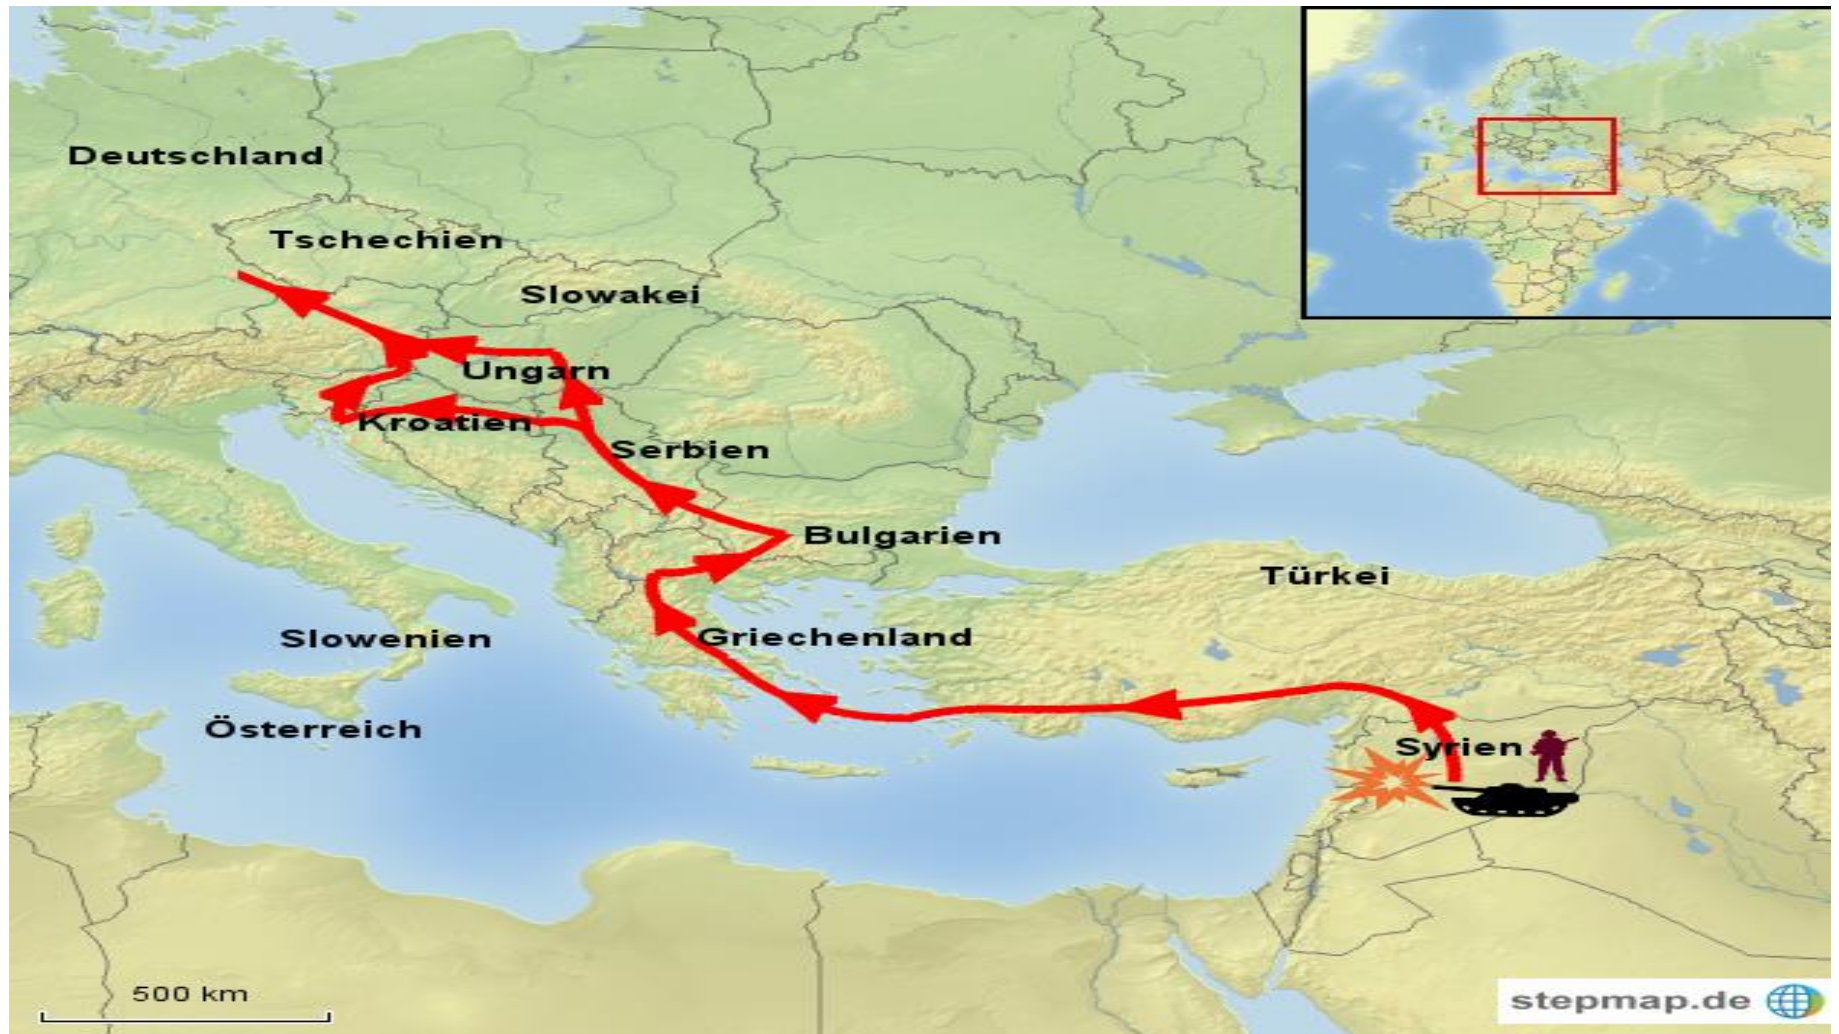 Deutschland
Tschechien
Slowakei
Ungarn
Kroatien
Serbien
Bulgarien
Türkei
Slowenien
Griechenland
Österreich
Syrien
500 km
stepmap.de